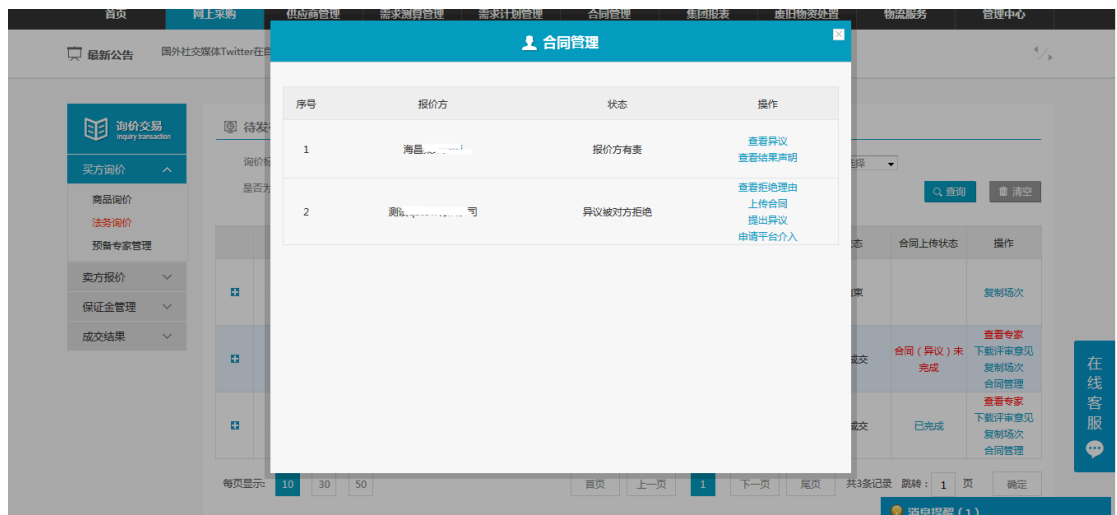 首页 网上采购 供应商管理 需求测算管理 需求计划管理 合同管理 集团报表 废旧物资处置 物流服务 管理中心
最新公告 国外社交媒体Twitter在自
合同管理
序号 报价方 状态 操作
1 海昌 报价方有责 查看异议
查看结果声明
2 测试 司 异议被对方拒绝 查看拒绝理由
上传合同
提出异议
申请平台介入
询价交易
Inquiry transaction
买方询价
商品询价
法务询价
预备专家管理
卖方报价
保证金管理
成交结果
待发
询价标
是否为
择
查询 清空
态 合同上传状态 操作
束 复制场次
成交 合同（异议）未
完成
查看专家
下载评审意见
复制场次
合同管理
成交 已完成
查看专家
下载评审意见
复制场次
合同管理
每页显示: 10 30 50 首页 上一页 1 下一页 尾页 共3条记录 跳转： 1 页 确定
在线客服
消息提醒（1）